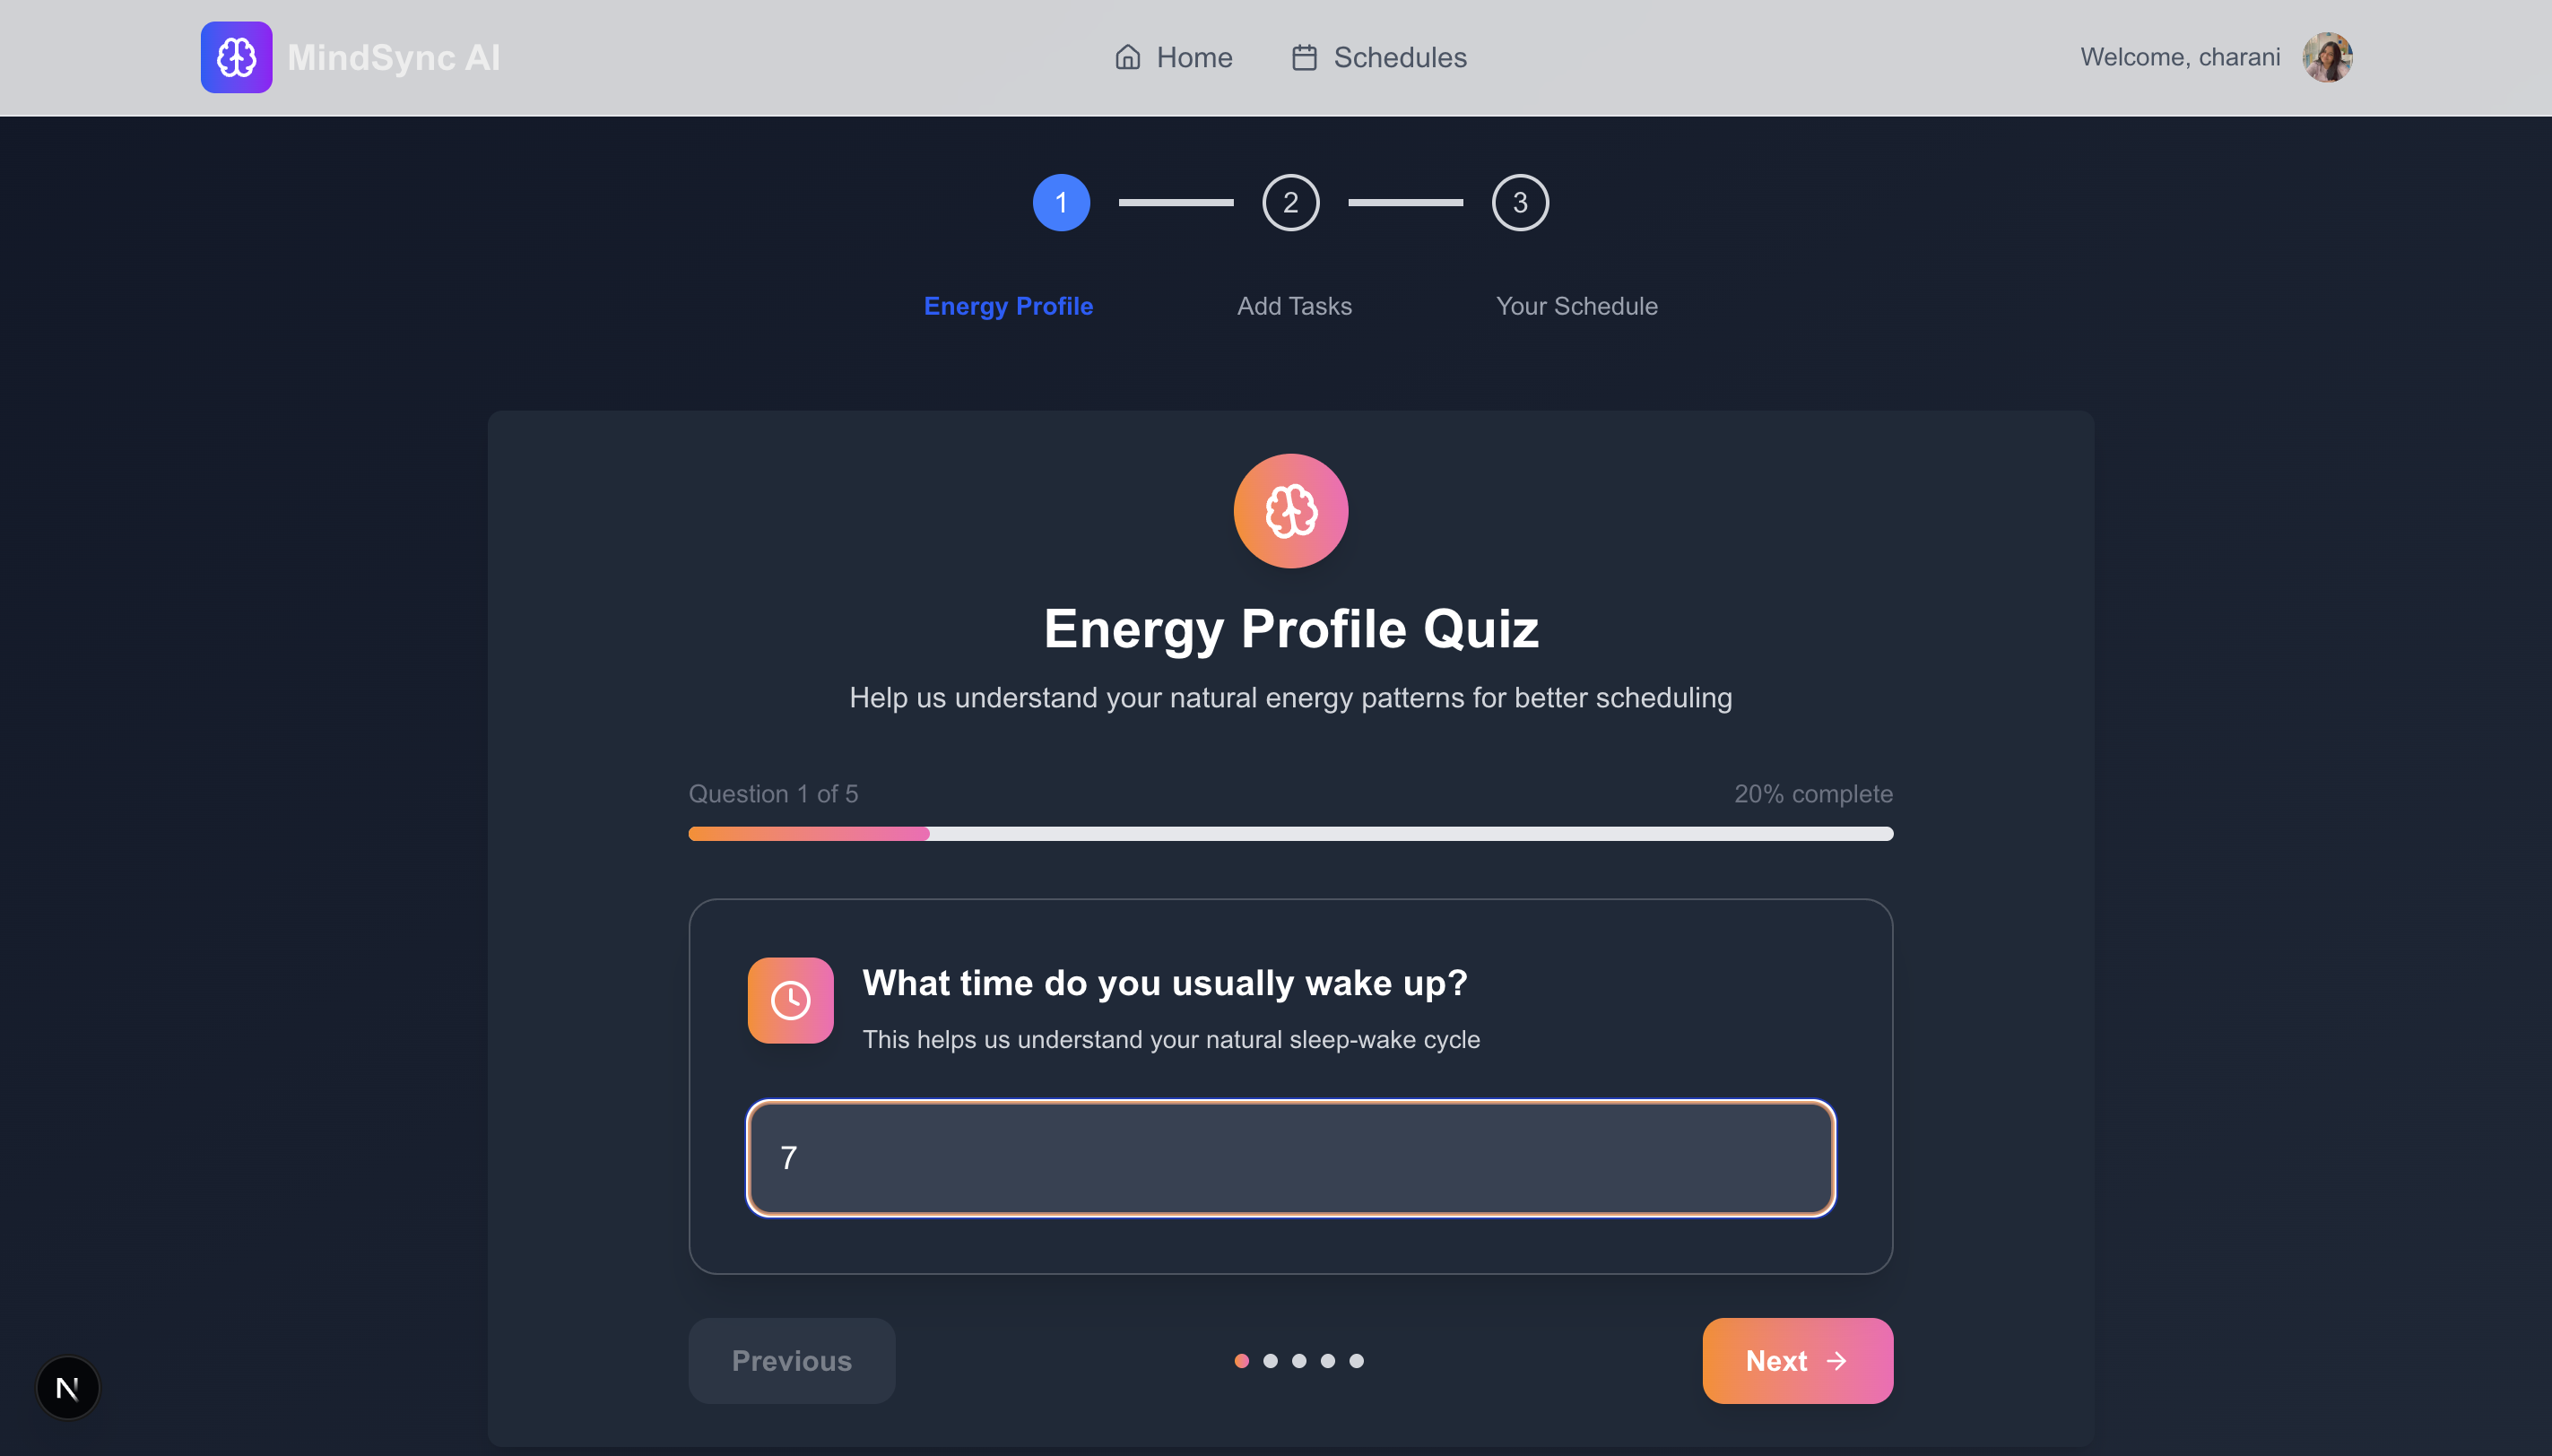 MindSync AI
Home
Schedules
Welcome, charani
1
2
3
Energy Profile
Add Tasks
Your Schedule
Energy Profile Quiz
Help us understand your natural energy patterns for better scheduling
Question 1 of 5
20% complete
What time do you usually wake up?
This helps us understand your natural sleep-wake cycle
7
Previous
Next
N